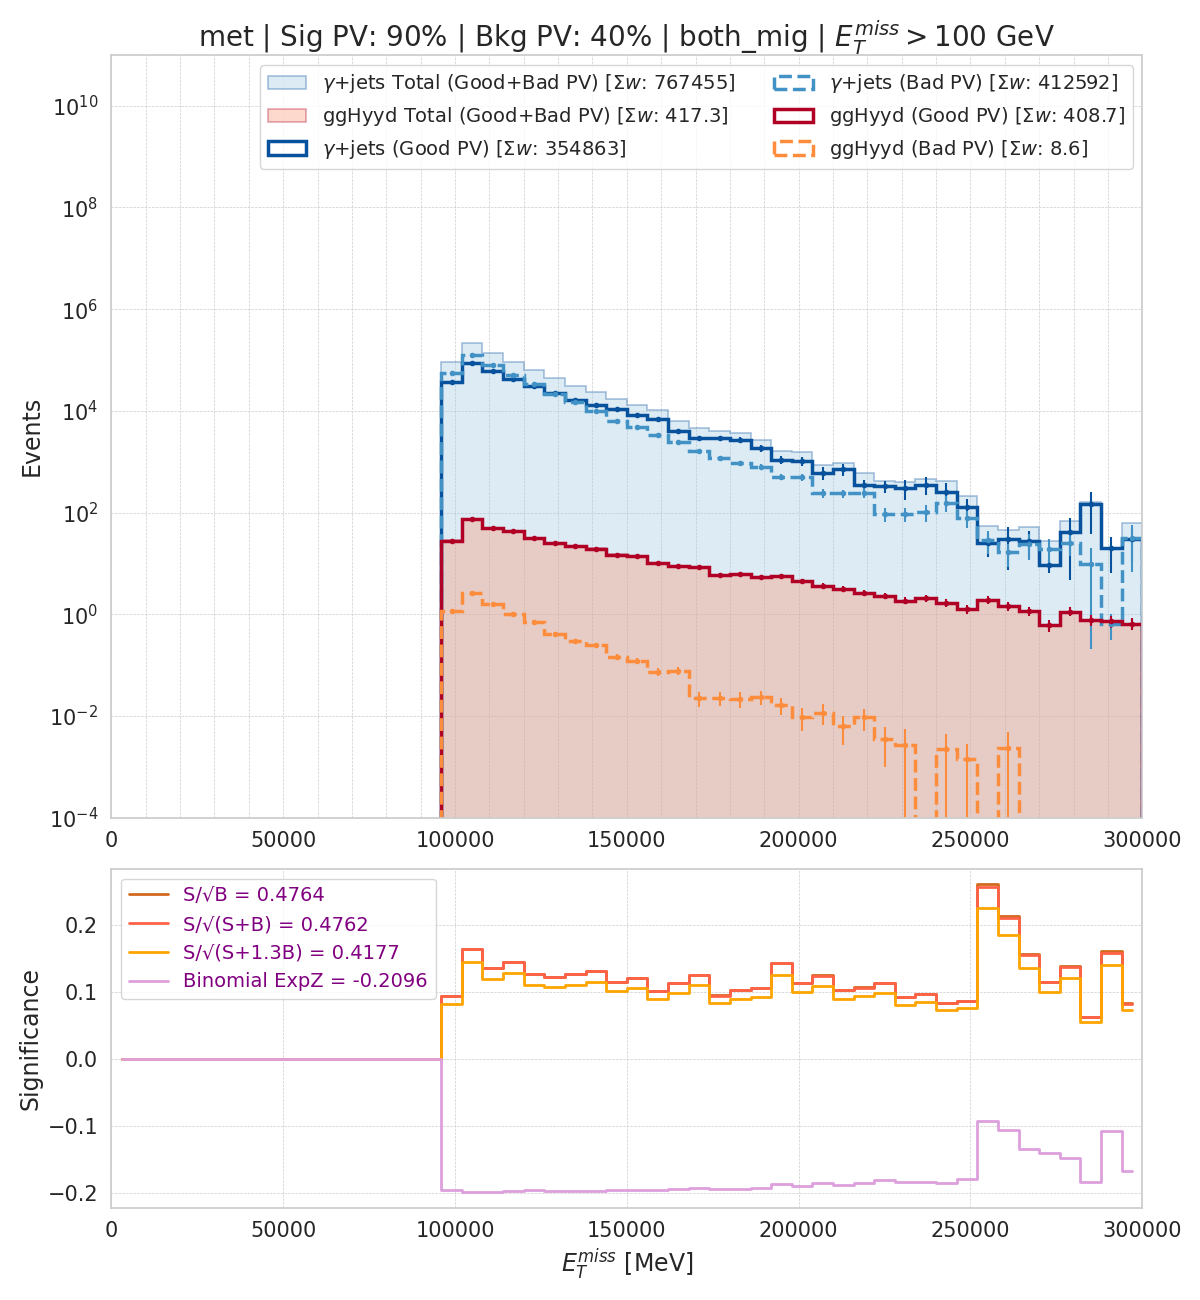 met | Sig PV: 90% | Bkg PV: 40% | both_mig | $E_T^{miss} > 100$ GeV
γ+jets Total (Good+Bad PV) [Σw: 767455]
ggHyyd Total (Good+Bad PV) [Σw: 417.3]
γ+jets (Good PV) [Σw: 354863]
γ+jets (Bad PV) [Σw: 412592]
ggHyyd (Good PV) [Σw: 408.7]
ggHyyd (Bad PV) [Σw: 8.6]
Events
10^10
10^8
10^6
10^4
10^2
10^0
10^−2
10^−4
0 50000 100000 150000 200000 250000 300000
S/√B = 0.4764
S/√(S+B) = 0.4762
S/√(S+1.3B) = 0.4177
Binomial ExpZ = -0.2096
Significance
0.2
0.1
0.0
−0.1
−0.2
0 50000 100000 150000 200000 250000 300000
$E_T^{miss}$ [MeV]